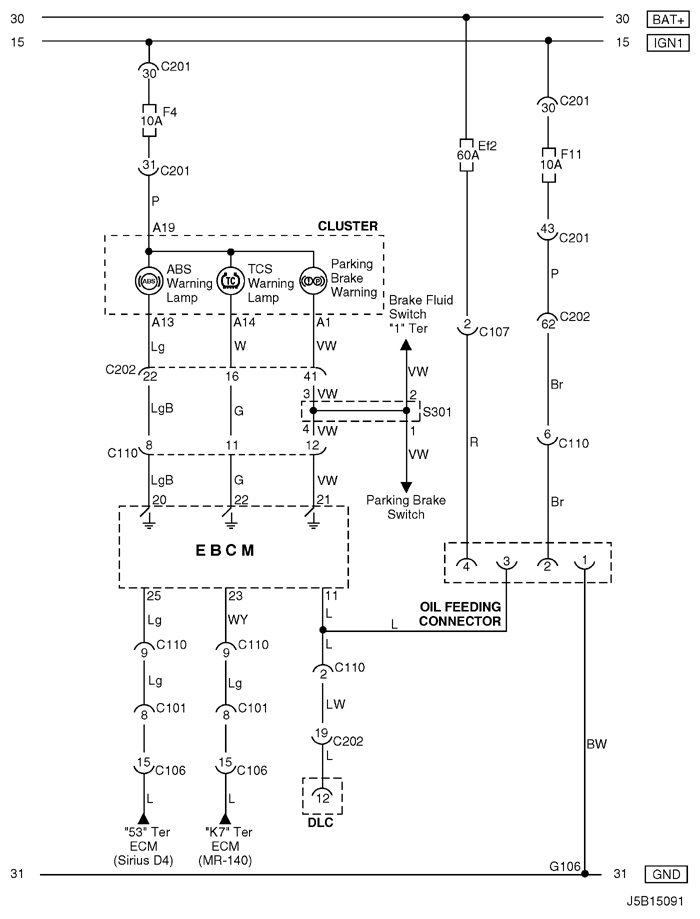 30 30 BAT+
15 15 IGN1
30 C201
F4
10A
31 C201
P
A19
CLUSTER
ABS
ABS
Warning
Lamp
TC
TCS
Warning
Lamp
P
Parking
Brake
Warning
A13 A14 A1
Lg W VW
C202 22 16 41
LgB G
3 VW 2
S301
4 VW 1
C110 8 11 12
LgB G VW
20 22 21
EBCM
Brake Fluid
Switch
"1" Ter
VW
VW
Parking Brake
Switch
Ef2
60A
2 C107
R
30 C201
F11
10A
43 C201
P
62 C202
Br
6 C110
Br
4 3 2 1
OIL FEEDING
CONNECTOR
25 23 11
Lg WY L
L
L
9 C110 9 C110 2 C110
Lg Lg LW
8 C101 8 C101
19 C202
15 C106 15 C106
L L L
12
DLC
"53" Ter
ECM
(Sirius D4)
"K7" Ter
ECM
(MR-140)
BW
G106
31 31 GND
J5B15091